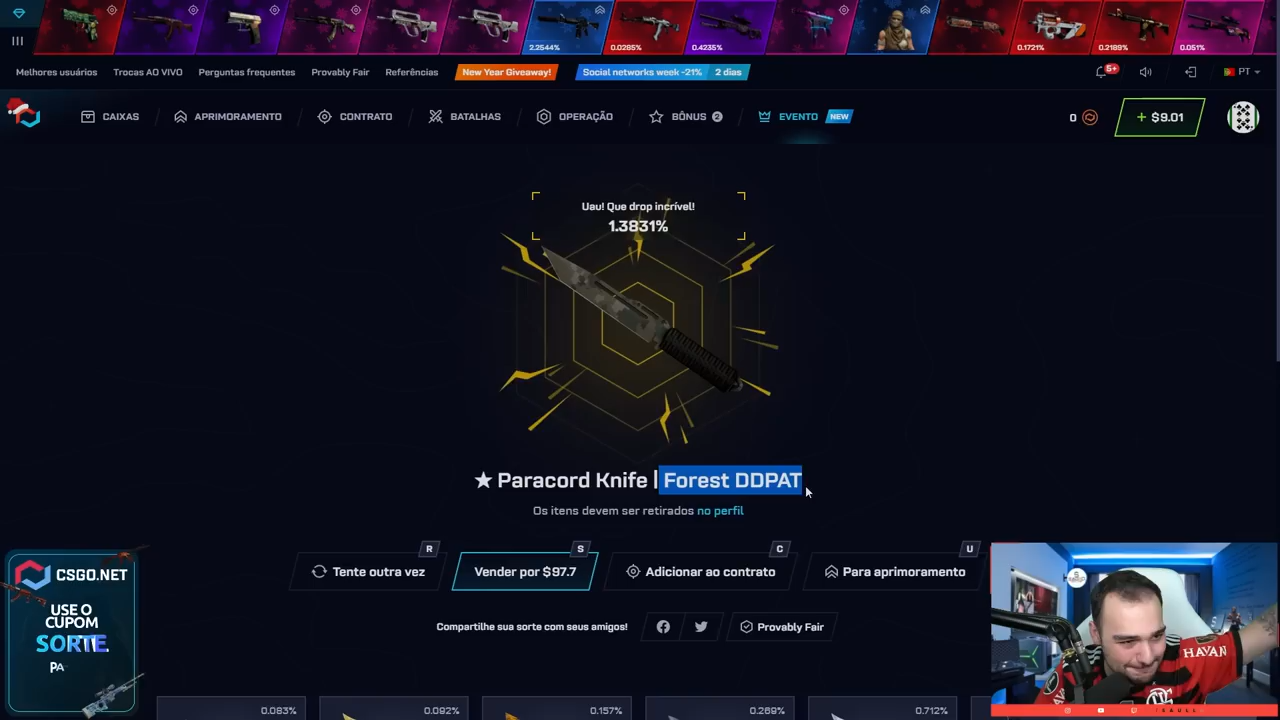 2.2544%
0.0285%
0.4235%
0.1721%
0.2189%
0.051%
Melhores usuários
Trocas AO VIVO
Perguntas frequentes
Provably Fair
Referências
New Year Giveaway!
Social networks week -21%
2 dias
5+
PT
CAIXAS
APRIMORAMENTO
CONTRATO
BATALHAS
OPERAÇÃO
BÔNUS 2
EVENTO NEW
0
+ $9.01
Uau! Que drop incrível!
1.3831%
★ Paracord Knife | Forest DDPAT
Os itens devem ser retirados no perfil
R
S
C
U
Tente outra vez
Vender por $97.7
Adicionar ao contrato
Para aprimoramento
Compartilhe sua sorte com seus amigos!
Provably Fair
CSGO.NET
USE O
CUPOM
SORTE
PA
HAVAN
0.083%
0.092%
0.157%
0.269%
0.712%